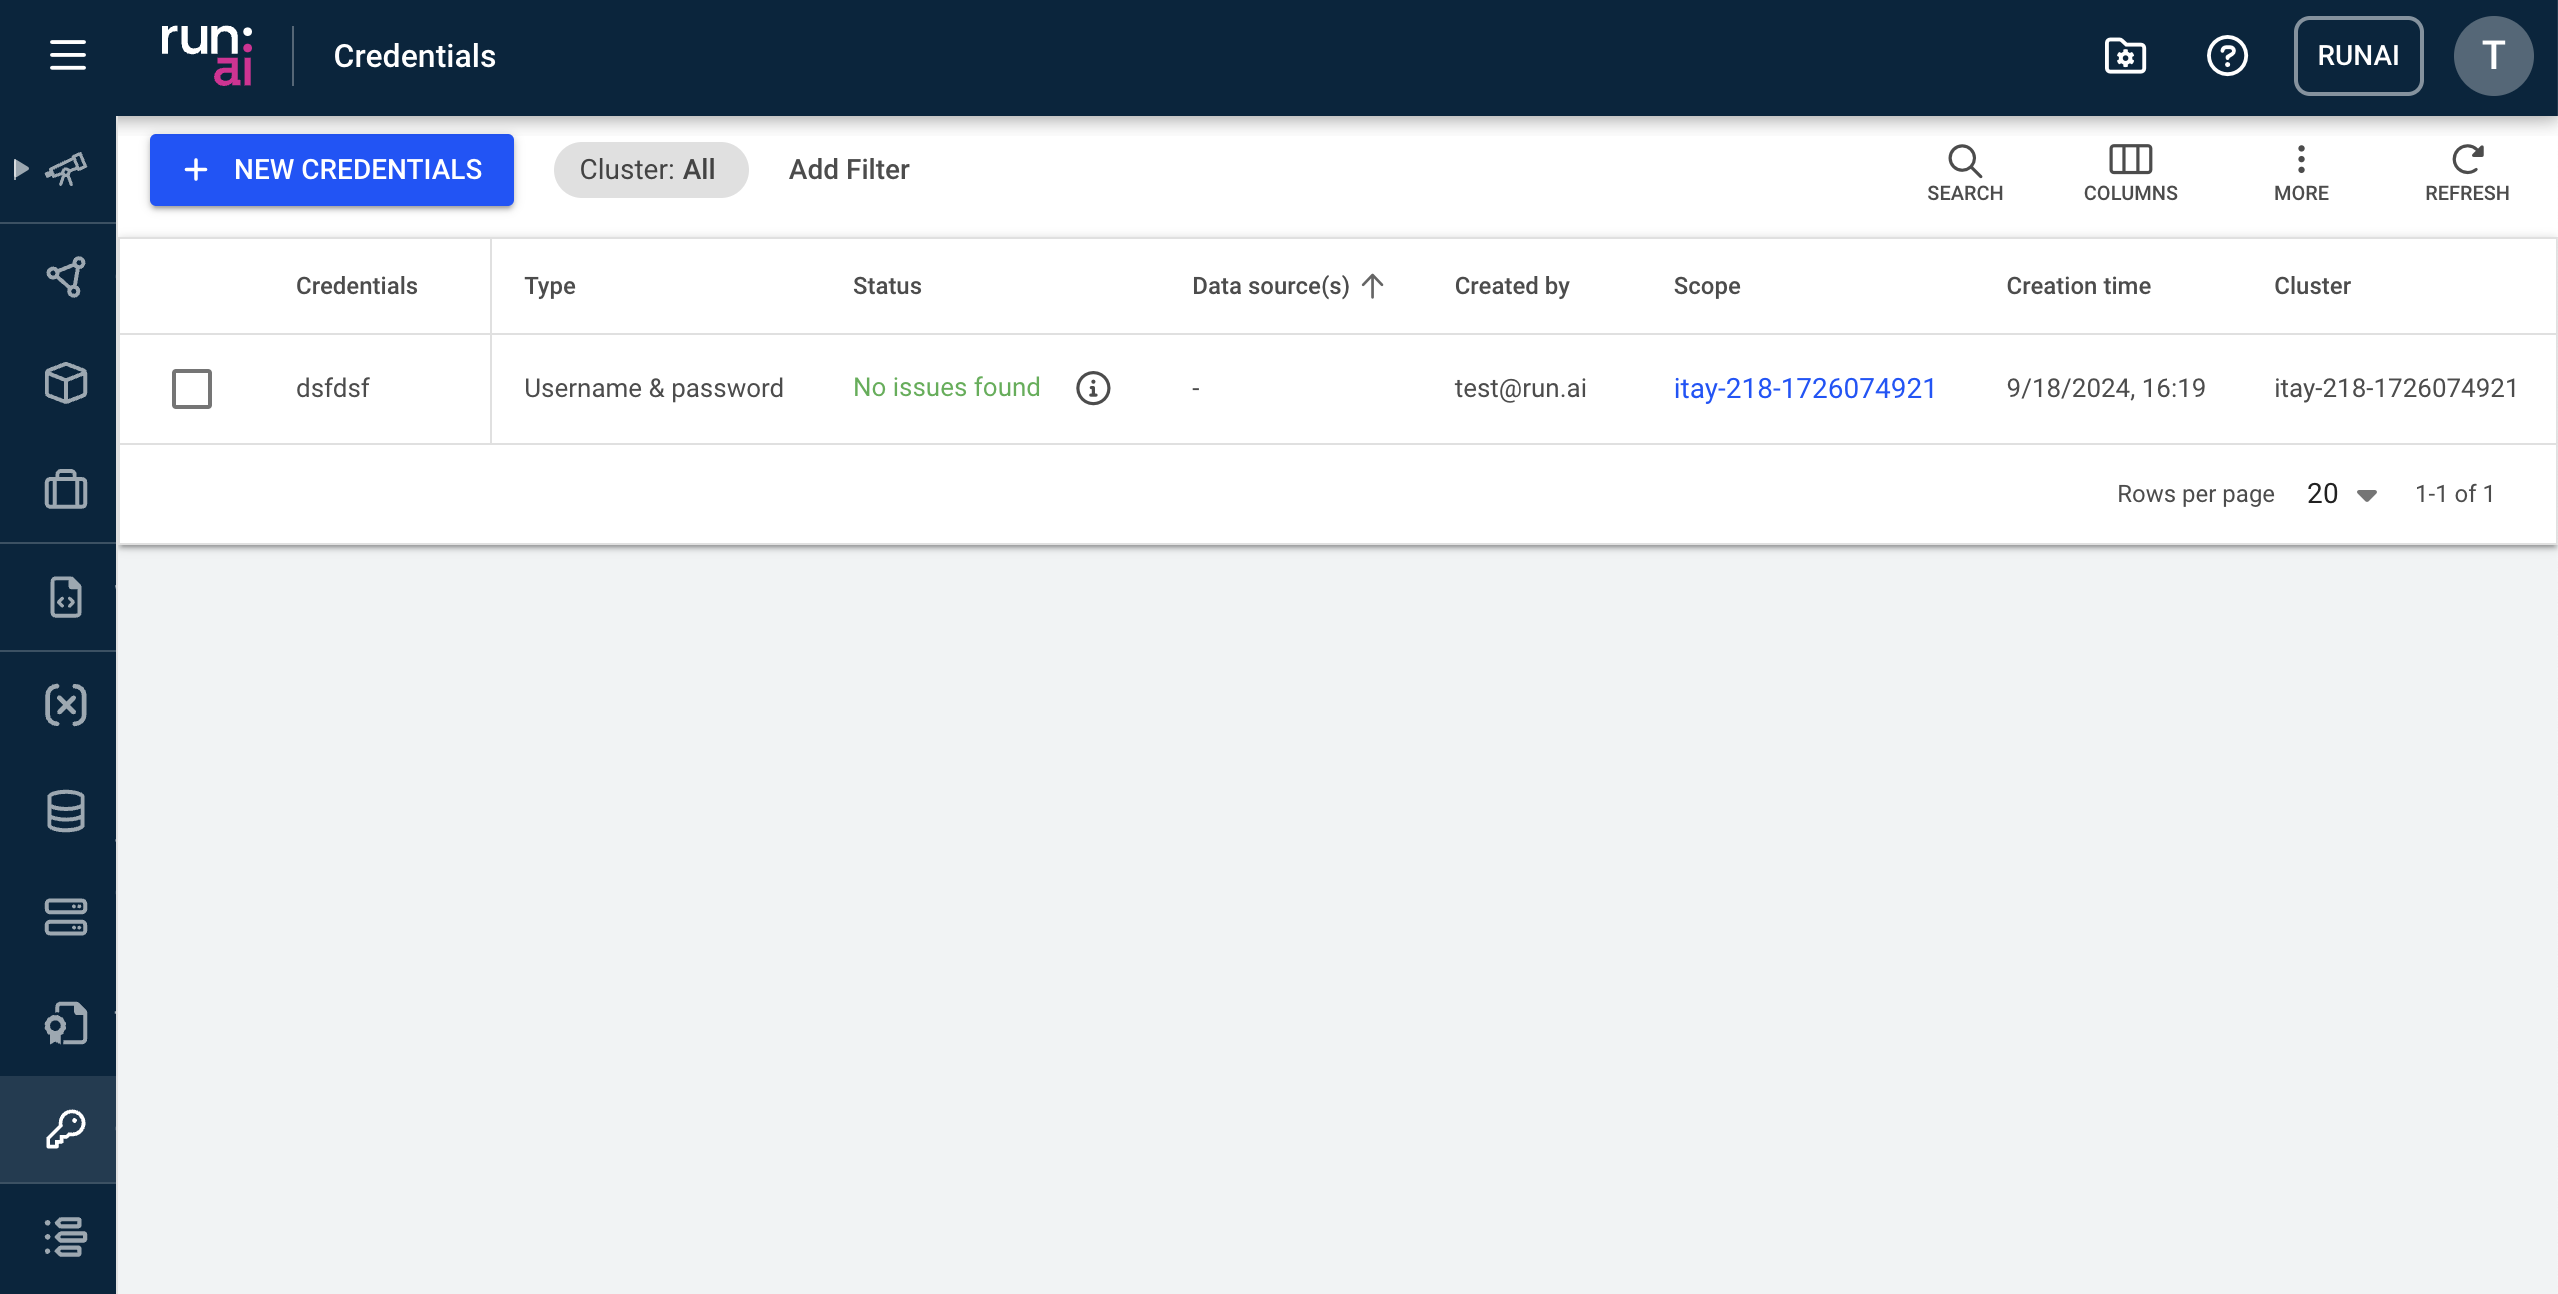 run:
ai
Credentials
RUNAI
T
+ NEW CREDENTIALS
Cluster: All
Add Filter
SEARCH
COLUMNS
MORE
REFRESH
Credentials Type Status Data source(s) Created by Scope Creation time Cluster
dsfdsf Username & password No issues found - test@run.ai itay-218-1726074921 9/18/2024, 16:19 itay-218-1726074921
Rows per page 20 1-1 of 1